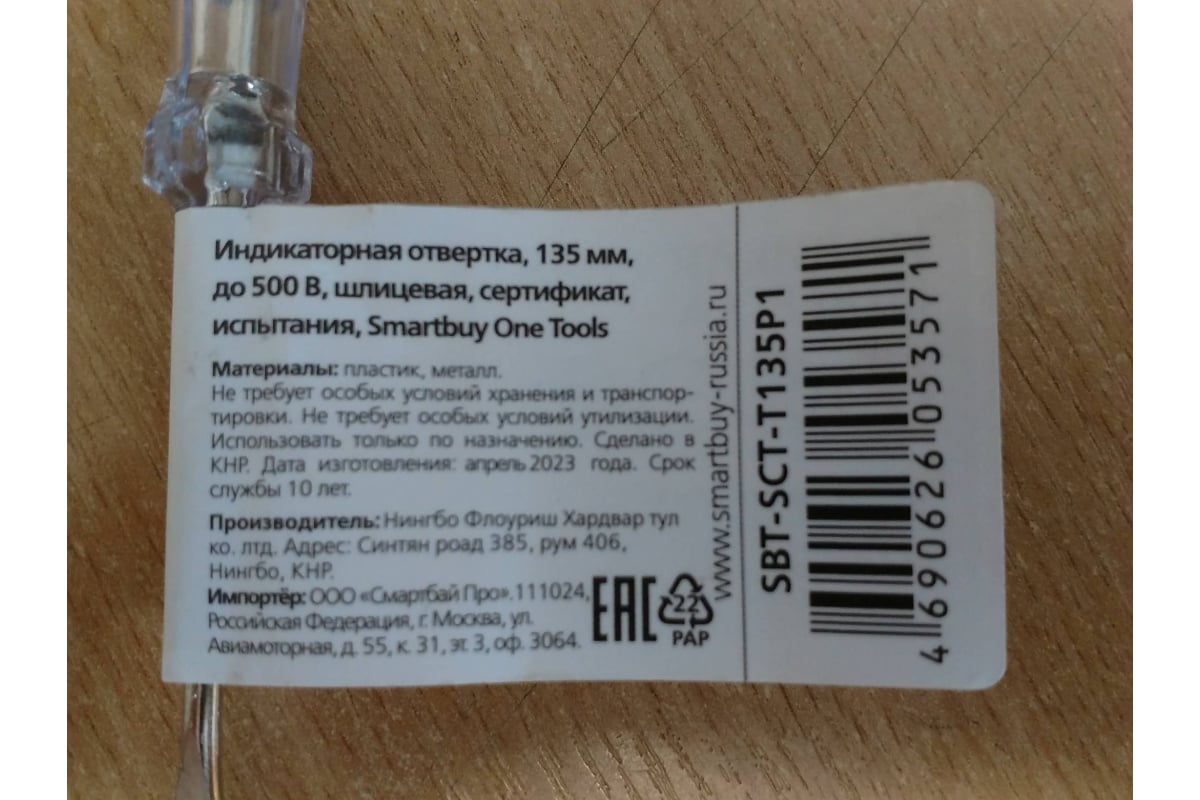 Индикаторная отвертка, 135 мм,
до 500 В, шлицевая, сертификат,
испытания, Smartbuy One Tools
Материалы: пластик, металл.
Не требует особых условий хранения и транспор-
тировки. Не требует особых условий утилизации.
Использовать только по назначению. Сделано в
КНР. Дата изготовления: апрель 2023 года. Срок
службы 10 лет.
Производитель: Нингбо Флоуриш Хардвар тул
ко. лтд. Адрес: Синтян роад 385, рум 406,
Нингбо, КНР.
Импортёр: ООО «Смартбай Про».111024,
Российская Федерация, г. Москва, ул.
Авиамоторная, д. 55, к. 31, эт. 3, оф. 3064.
EAC
22
PAP
www.smartbuy-russia.ru
SBT-SCT-T135P1
4 690626 053571